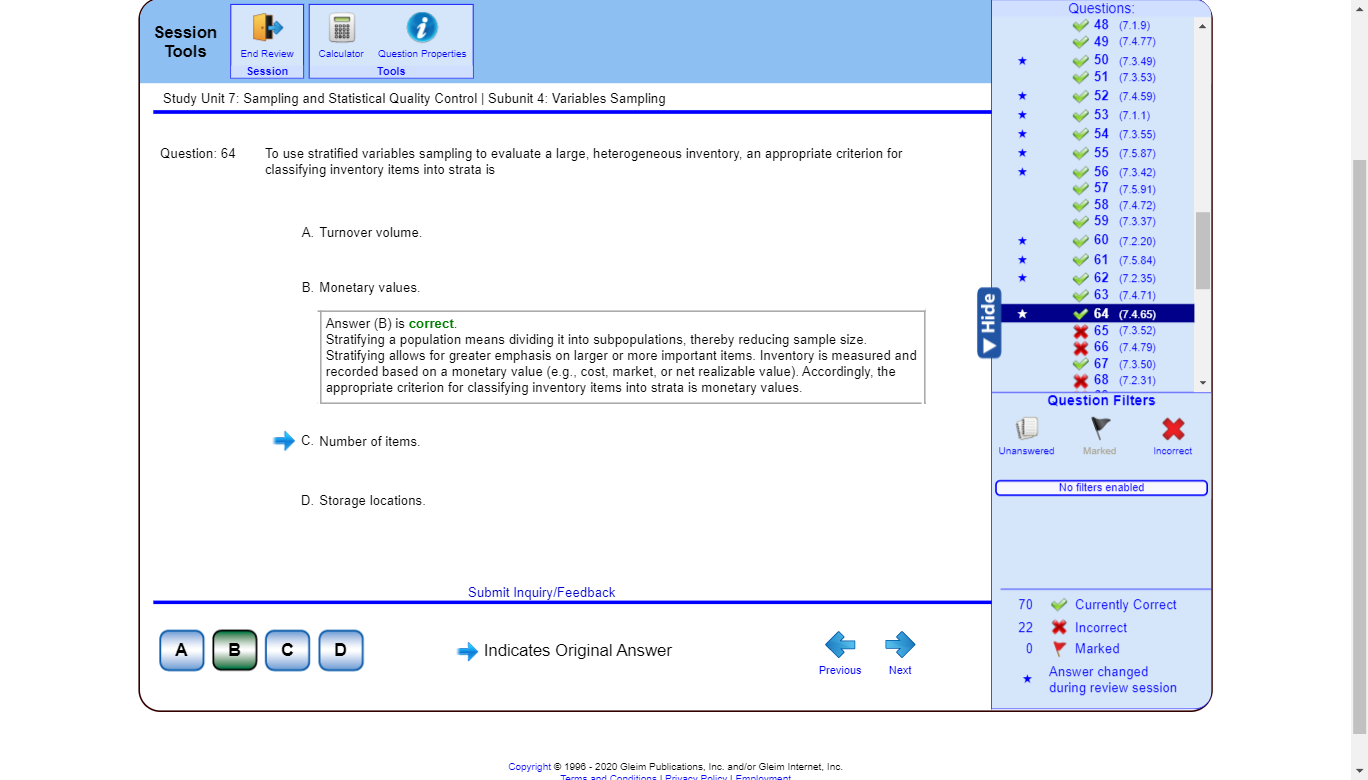 Session Tools
End Review
Session
Calculator
Question Properties
Tools
Study Unit 7: Sampling and Statistical Quality Control | Subunit 4: Variables Sampling
Question: 64
To use stratified variables sampling to evaluate a large, heterogeneous inventory, an appropriate criterion for
classifying inventory items into strata is
A. Turnover volume.
B. Monetary values.
Answer (B) is correct.
Stratifying a population means dividing it into subpopulations, thereby reducing sample size.
Stratifying allows for greater emphasis on larger or more important items. Inventory is measured and
recorded based on a monetary value (e.g., cost, market, or net realizable value). Accordingly, the
appropriate criterion for classifying inventory items into strata is monetary values.
C. Number of items.
D. Storage locations.
Submit Inquiry/Feedback
A B C D
Indicates Original Answer
Previous
Next
Hide
Questions:
48 (7.1.9)
49 (7.4.77)
50 (7.3.49)
51 (7.3.53)
52 (7.4.59)
53 (7.1.1)
54 (7.3.55)
55 (7.5.87)
56 (7.3.42)
57 (7.5.91)
58 (7.4.72)
59 (7.3.37)
60 (7.2.20)
61 (7.5.84)
62 (7.2.35)
63 (7.4.71)
64 (7.4.65)
65 (7.3.52)
66 (7.4.79)
67 (7.3.50)
68 (7.2.31)
Question Filters
Unanswered
Marked
Incorrect
No filters enabled
70 Currently Correct
22 Incorrect
0 Marked
Answer changed
during review session
Copyright © 1996 - 2020 Gleim Publications, Inc. and/or Gleim Internet, Inc.
Terms and Conditions | Privacy Policy | Employment